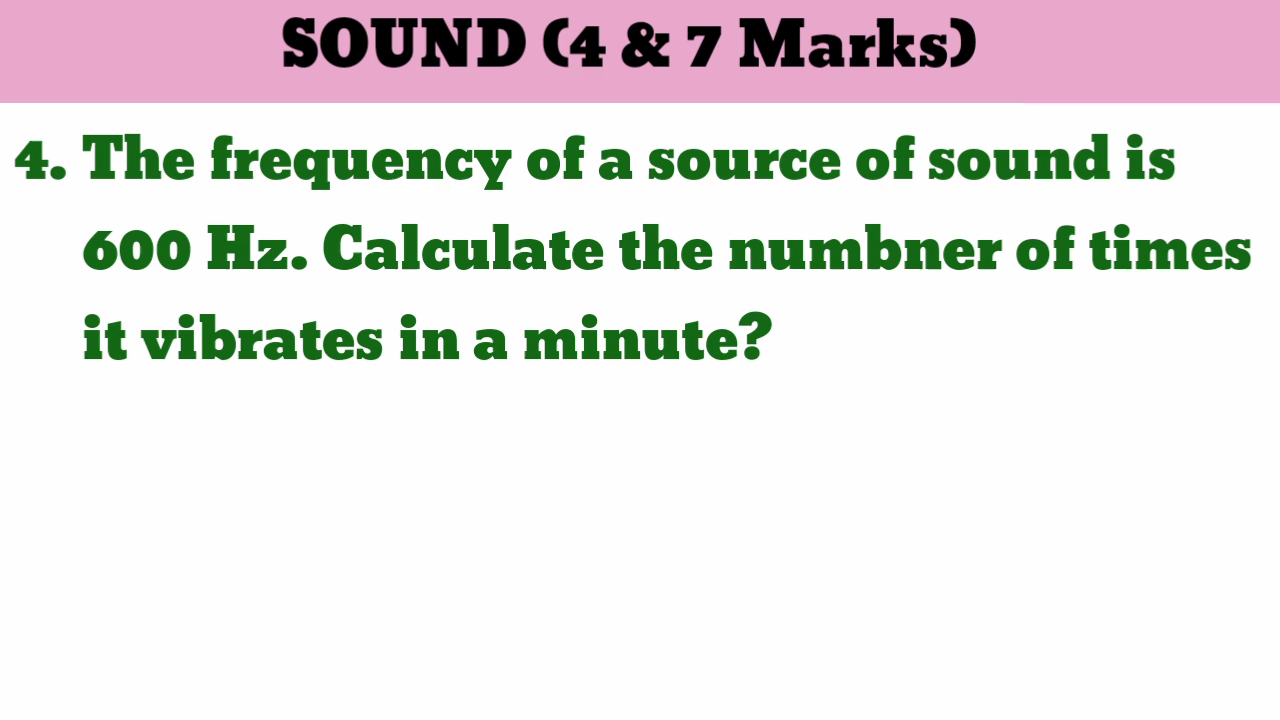 SOUND (4 & 7 Marks)
4. The frequency of a source of sound is
600 Hz. Calculate the numbner of times
it vibrates in a minute?